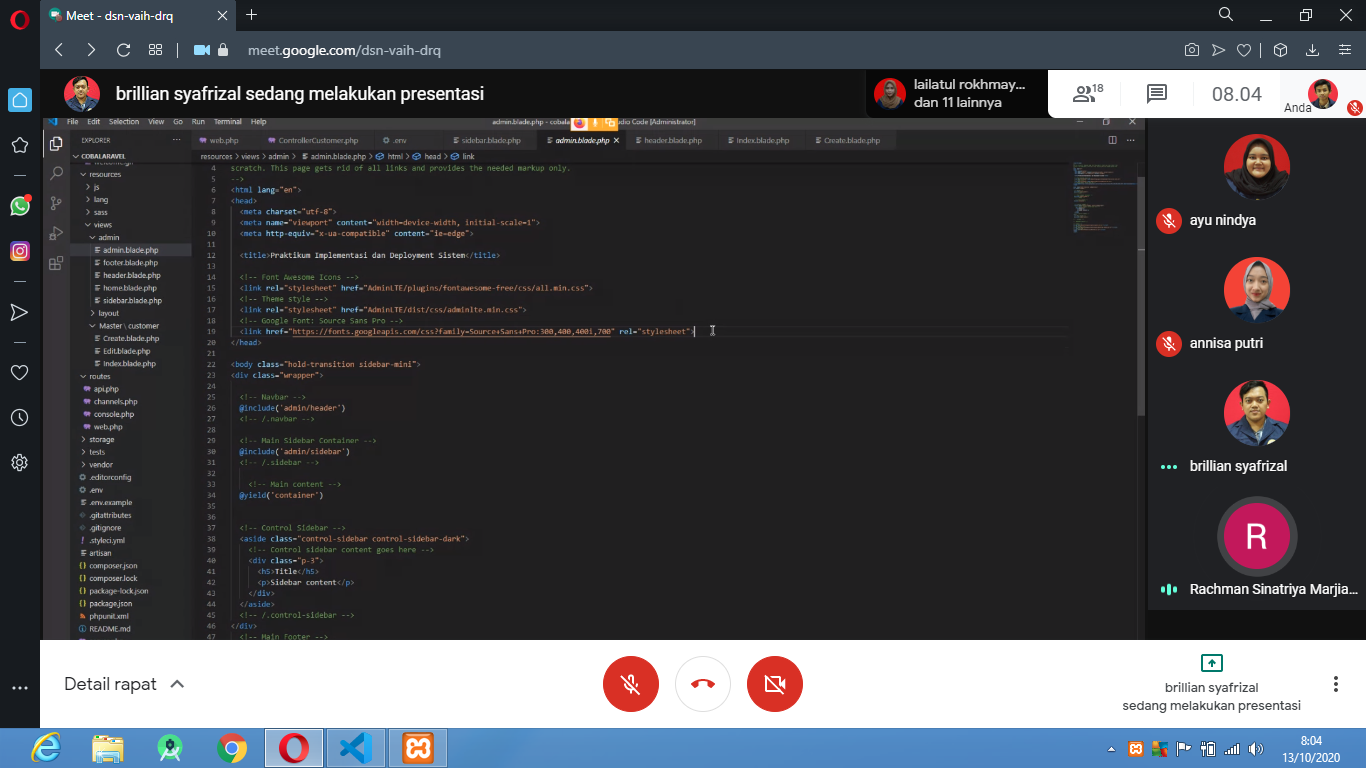 Meet - dsn-vaih-drq
meet.google.com/dsn-vaih-drq
brillian syafrizal sedang melakukan presentasi
lailatul rokhmay...
dan 11 lainnya
18
08.04
Anda
File Edit Selection View Go Run Terminal Help
admin.blade.php - cobala
dio Code [Administrator]
EXPLORER
web.php
ControllerCustomer.php
.env
sidebar.blade.php
admin.blade.php
header.blade.php
Index.blade.php
Create.blade.php
COBALARAVEL
resources > views > admin > admin.blade.php > html > head > link
resources
js
lang
sass
views
admin
admin.blade.php
footer.blade.php
header.blade.php
home.blade.php
sidebar.blade.php
layout
Master \ customer
Create.blade.php
Edit.blade.php
Index.blade.php
routes
api.php
channels.php
console.php
web.php
storage
tests
vendor
.editorconfig
.env
.env.example
.gitattributes
.gitignore
.styleci.yml
artisan
composer.json
composer.lock
package-lock.json
package.json
phpunit.xml
README.md
4 scratch. This page gets rid of all links and provides the needed markup only.
5 -->
6 <html lang="en">
7 <head>
8 <meta charset="utf-8">
9 <meta name="viewport" content="width=device-width, initial-scale=1">
10 <meta http-equiv="x-ua-compatible" content="ie=edge">
11
12 <title>Praktikum Implementasi dan Deployment Sistem</title>
13
14 <!-- Font Awesome Icons -->
15 <link rel="stylesheet" href="AdminLTE/plugins/fontawesome-free/css/all.min.css">
16 <!-- Theme style -->
17 <link rel="stylesheet" href="AdminLTE/dist/css/adminlte.min.css">
18 <!-- Google Font: Source Sans Pro -->
19 <link href="https://fonts.googleapis.com/css?family=Source+Sans+Pro:300,400,400i,700" rel="stylesheet">
20 </head>
21
22 <body class="hold-transition sidebar-mini">
23 <div class="wrapper">
24
25 <!-- Navbar -->
26 @include('admin/header')
27 <!-- /.navbar -->
28
29 <!-- Main Sidebar Container -->
30 @include('admin/sidebar')
31 <!-- /.sidebar -->
32
33 <!-- Main content -->
34 @yield('container')
35
36
37 <!-- Control Sidebar -->
38 <aside class="control-sidebar control-sidebar-dark">
39 <!-- Control sidebar content goes here -->
40 <div class="p-3">
41 <h5>Title</h5>
42 <p>Sidebar content</p>
43 </div>
44 </aside>
45 <!-- /.control-sidebar -->
46 </div>
47 <!-- Main Footer -->
ayu nindya
annisa putri
brillian syafrizal
R
Rachman Sinatriya Marjia...
Detail rapat
brillian syafrizal
sedang melakukan presentasi
8:04
13/10/2020